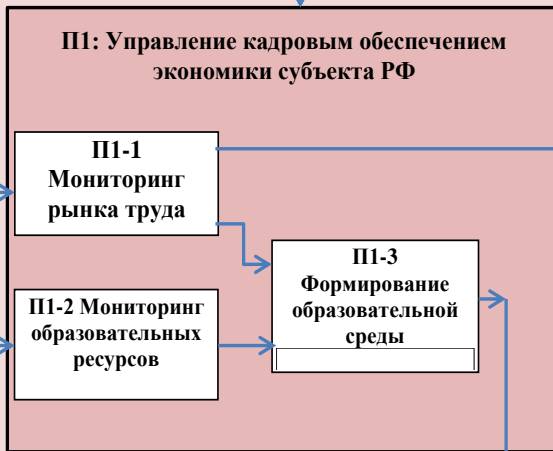 П1: Управление кадровым обеспечением
экономики субъекта РФ
П1-1
Мониторинг
рынка труда
П1-3
Формирование
образовательной
среды
П1-2 Мониторинг
образовательных
ресурсов